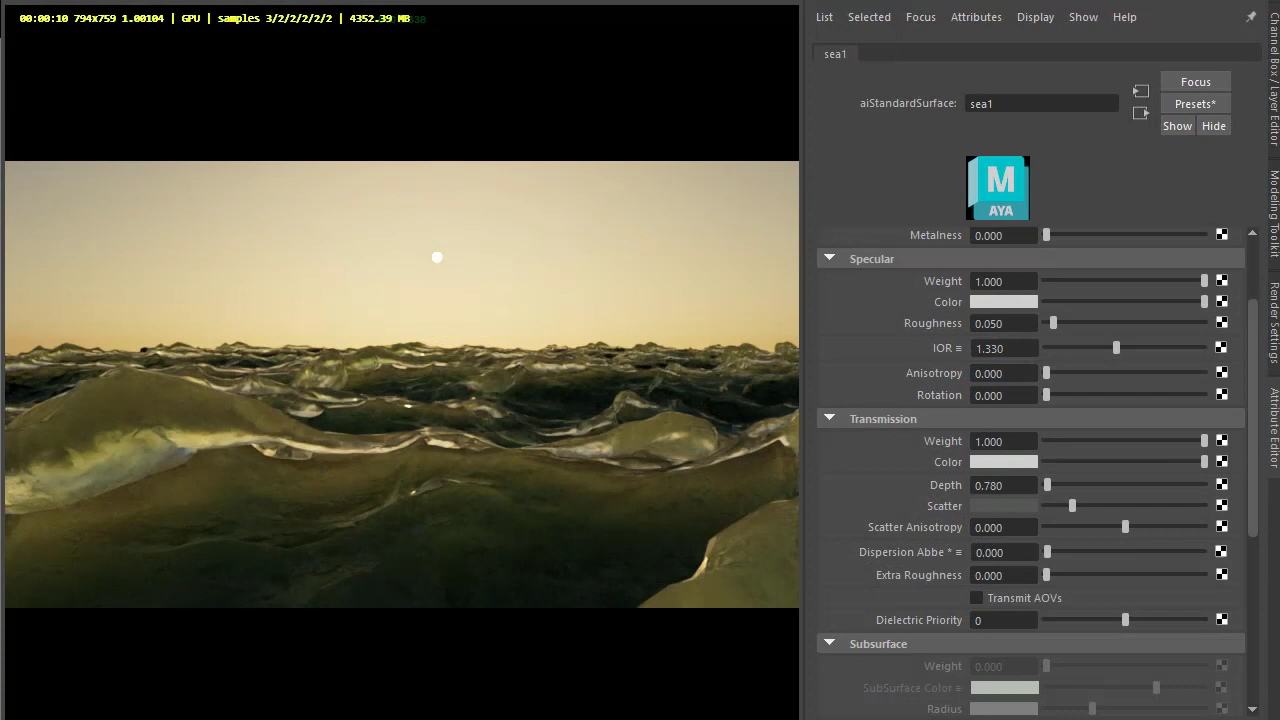 00:00:10 794x759 1.00104 | GPU | samples 3/2/2/2/2/2 | 4352.39 MB
List Selected Focus Attributes Display Show Help
sea1
Focus
aiStandardSurface: sea1
Presets*
Show Hide
M
AYA
Metalness 0.000
Specular
Weight 1.000
Color
Roughness 0.050
IOR = 1.330
Anisotropy 0.000
Rotation 0.000
Transmission
Weight 1.000
Color
Depth 0.780
Scatter
Scatter Anisotropy 0.000
Dispersion Abbe * = 0.000
Extra Roughness 0.000
Transmit AOVs
Dielectric Priority 0
Subsurface
Weight 0.000
SubSurface Color =
Radius
Channel Box / Layer Editor
Modeling Toolkit
Render Settings
Attribute Editor